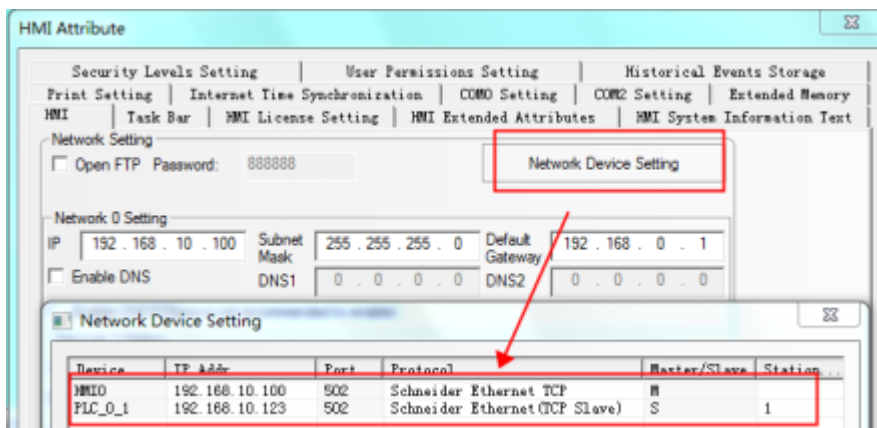 HMI Attribute
Security Levels Setting User Permissions Setting Historical Events Storage
Print Setting Internet Time Synchronization COM0 Setting COM2 Setting Extended Memory
HMI Task Bar HMI License Setting HMI Extended Attributes HMI System Information Text
Network Setting
Open FTP Password: 888888 Network Device Setting
Network 0 Setting
IP 192 . 168 . 10 . 100 Subnet Mask 255 . 255 . 255 . 0 Default Gateway 192 . 168 . 0 . 1
Enable DNS DNS1 0 . 0 . 0 . 0 DNS2 0 . 0 . 0 . 0
Network Device Setting
Device IP Addr Port Protocol Master/Slave Station ...
HMI0 192.168.10.100 502 Schneider Ethernet TCP M
PLC_0_1 192.168.10.123 502 Schneider Ethernet(TCP Slave) S 1